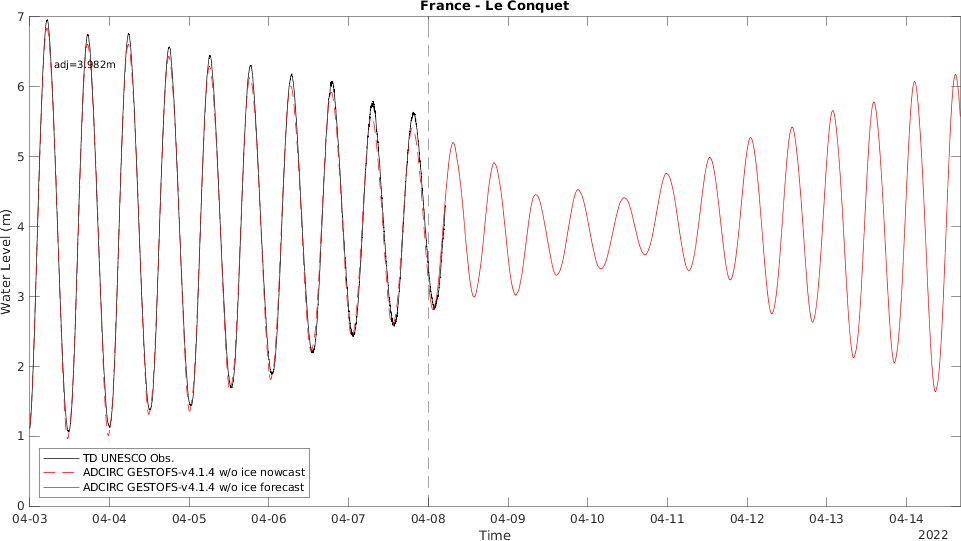 France - Le Conquet
adj=3.982m
Water Level (m)
7
6
5
4
3
2
1
0
TD UNESCO Obs.
ADCIRC GESTOFS-v4.1.4 w/o ice nowcast
ADCIRC GESTOFS-v4.1.4 w/o ice forecast
04-03 04-04 04-05 04-06 04-07 04-08 04-09 04-10 04-11 04-12 04-13 04-14
Time
2022